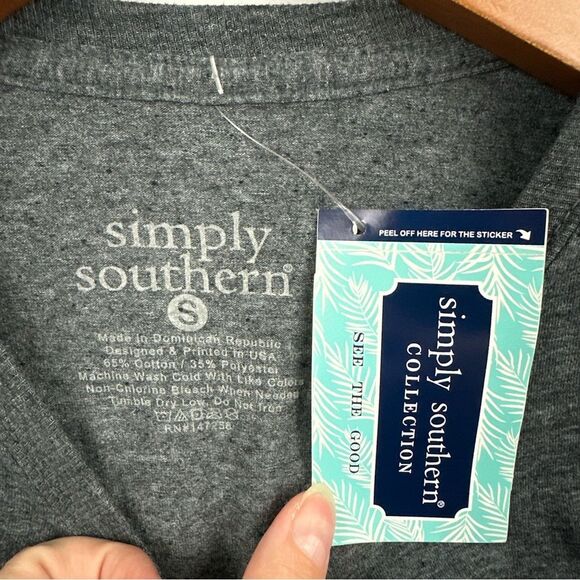 simply
southern®
S
Made in Dominican Republic
Designed & Printed in USA
65% Cotton / 35% Polyester
Machine Wash Cold With Like Colors
Non-Chlorine Bleach When Needed
Tumble Dry Low. Do Not Iron
RN#147258
PEEL OFF HERE FOR THE STICKER
simply southern®
COLLECTION
SEE THE GOOD